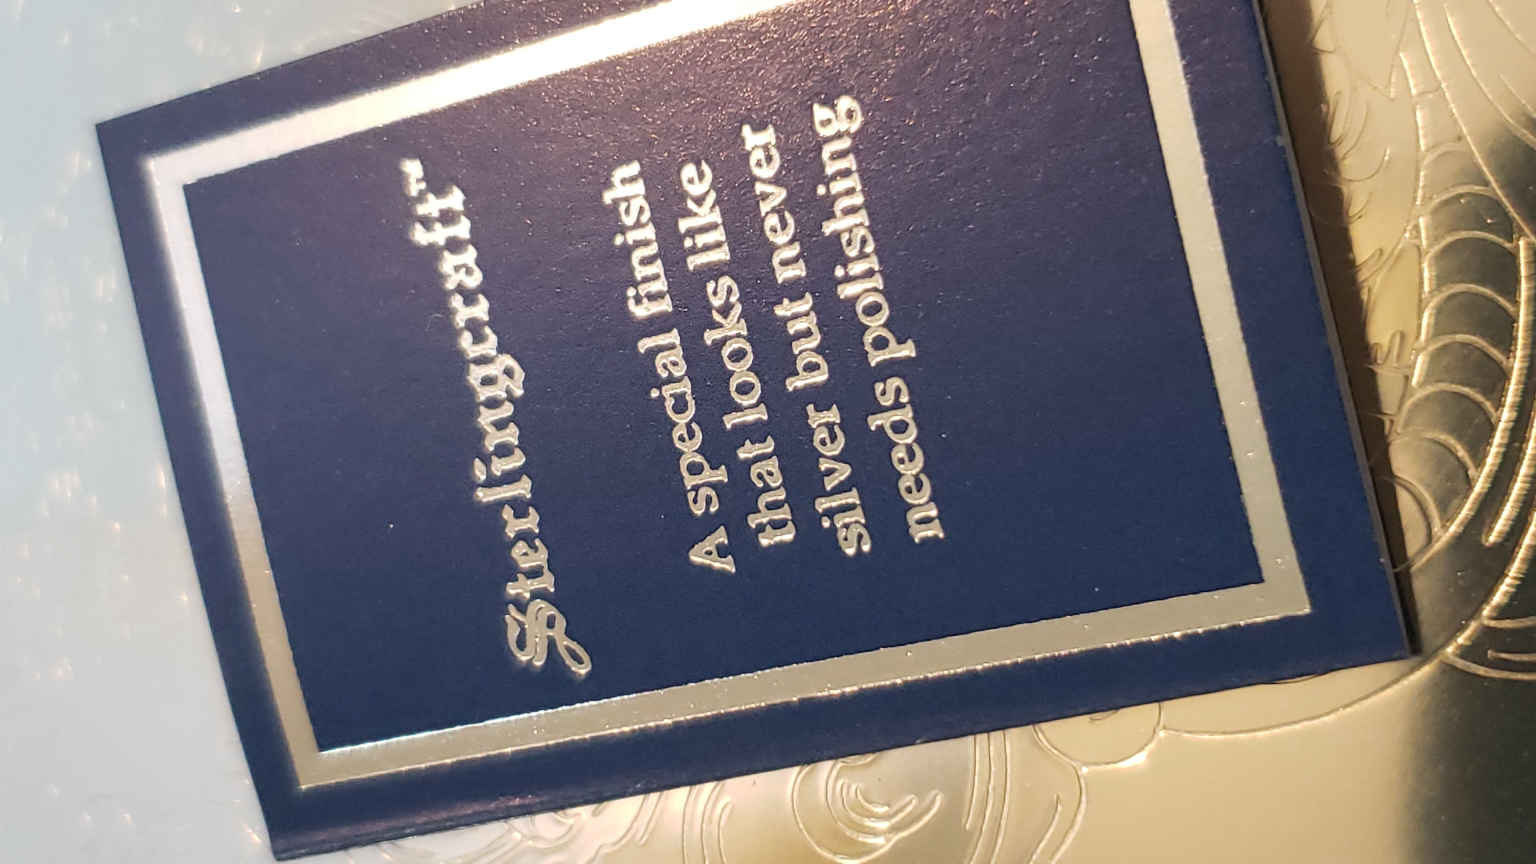 Sterlingcraft™
A special finish
that looks like
silver but never
needs polishing